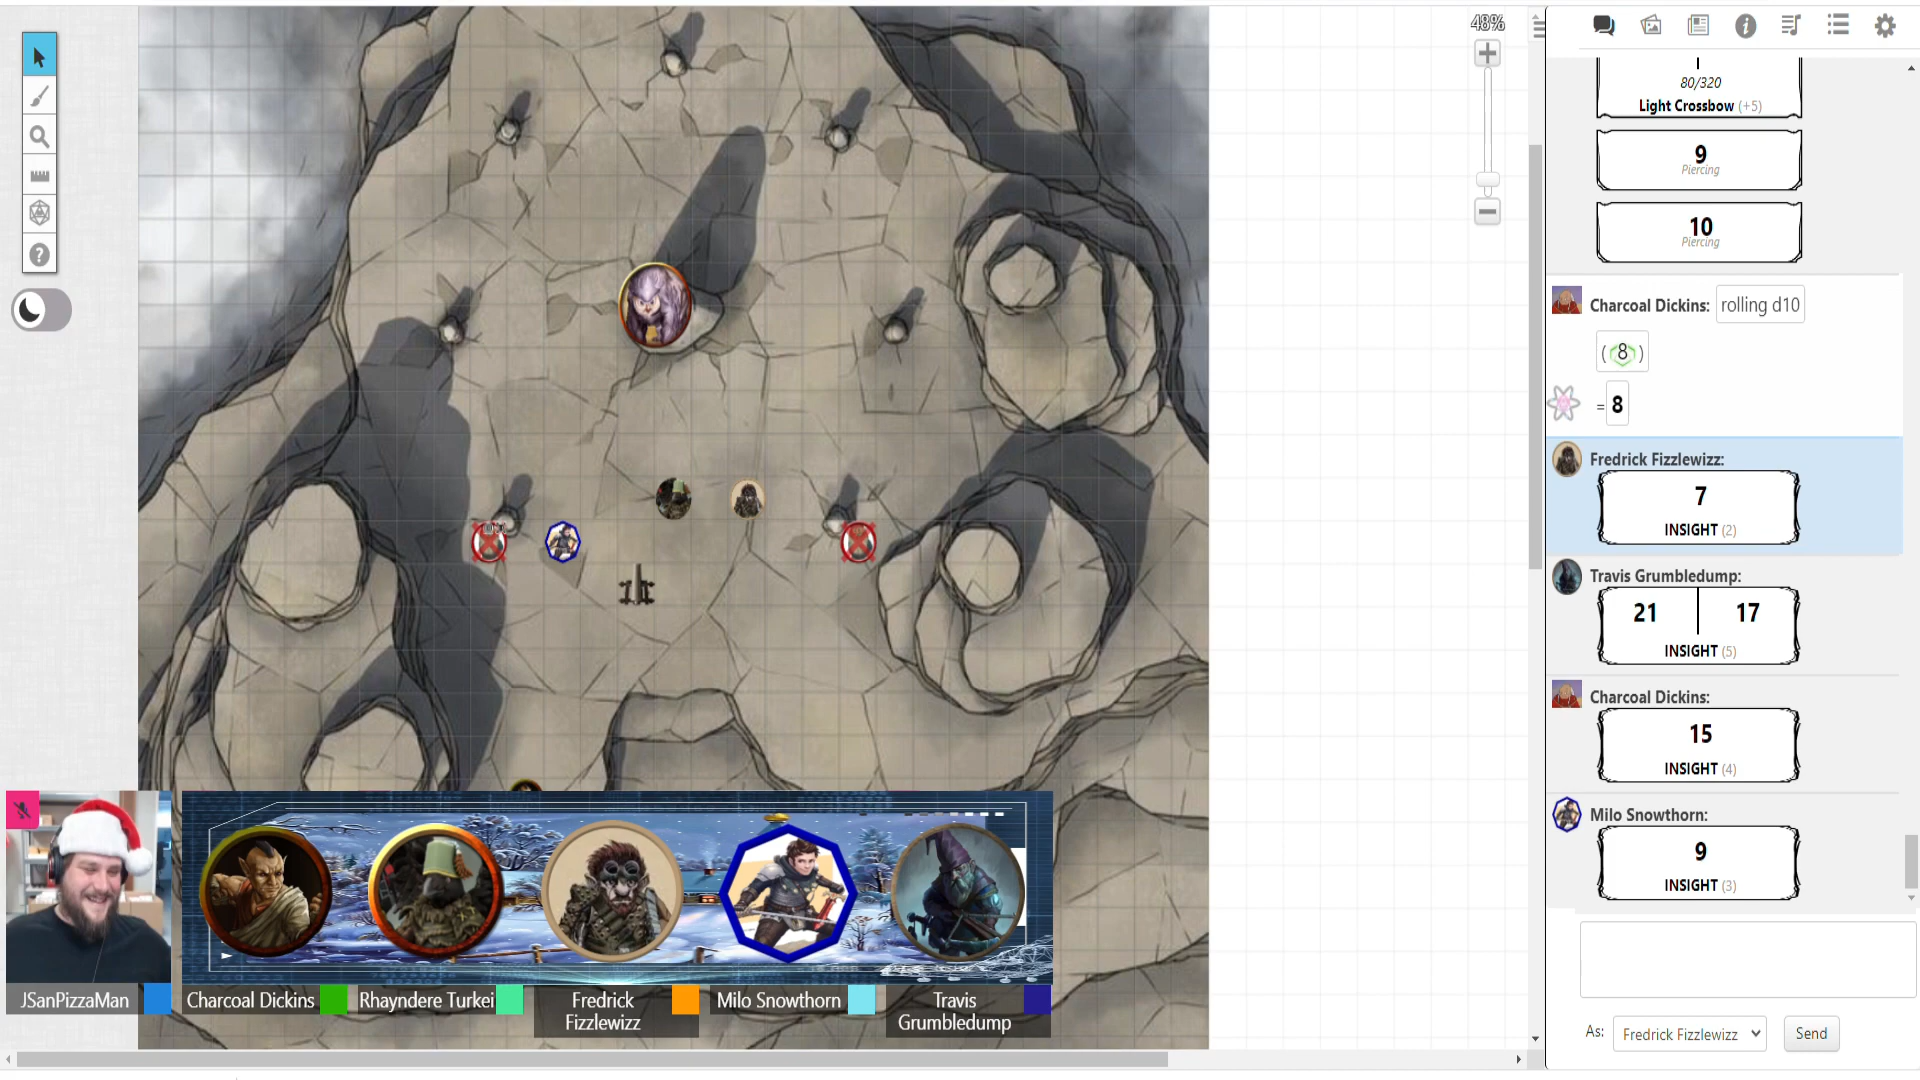 48%
80/320
Light Crossbow (+5)
9
Piercing
10
Piercing
Charcoal Dickins: rolling d10
(8)
= 8
Fredrick Fizzlewizz:
7
INSIGHT (2)
Travis Grumbledump:
21 17
INSIGHT (5)
Charcoal Dickins:
15
INSIGHT (4)
Milo Snowthorn:
9
INSIGHT (3)
As: Fredrick Fizzlewizz
Send
JSanPizzaMan
Charcoal Dickins
Rhayndere Turkei
Fredrick
Fizzlewizz
Milo Snowthorn
Travis
Grumbledump